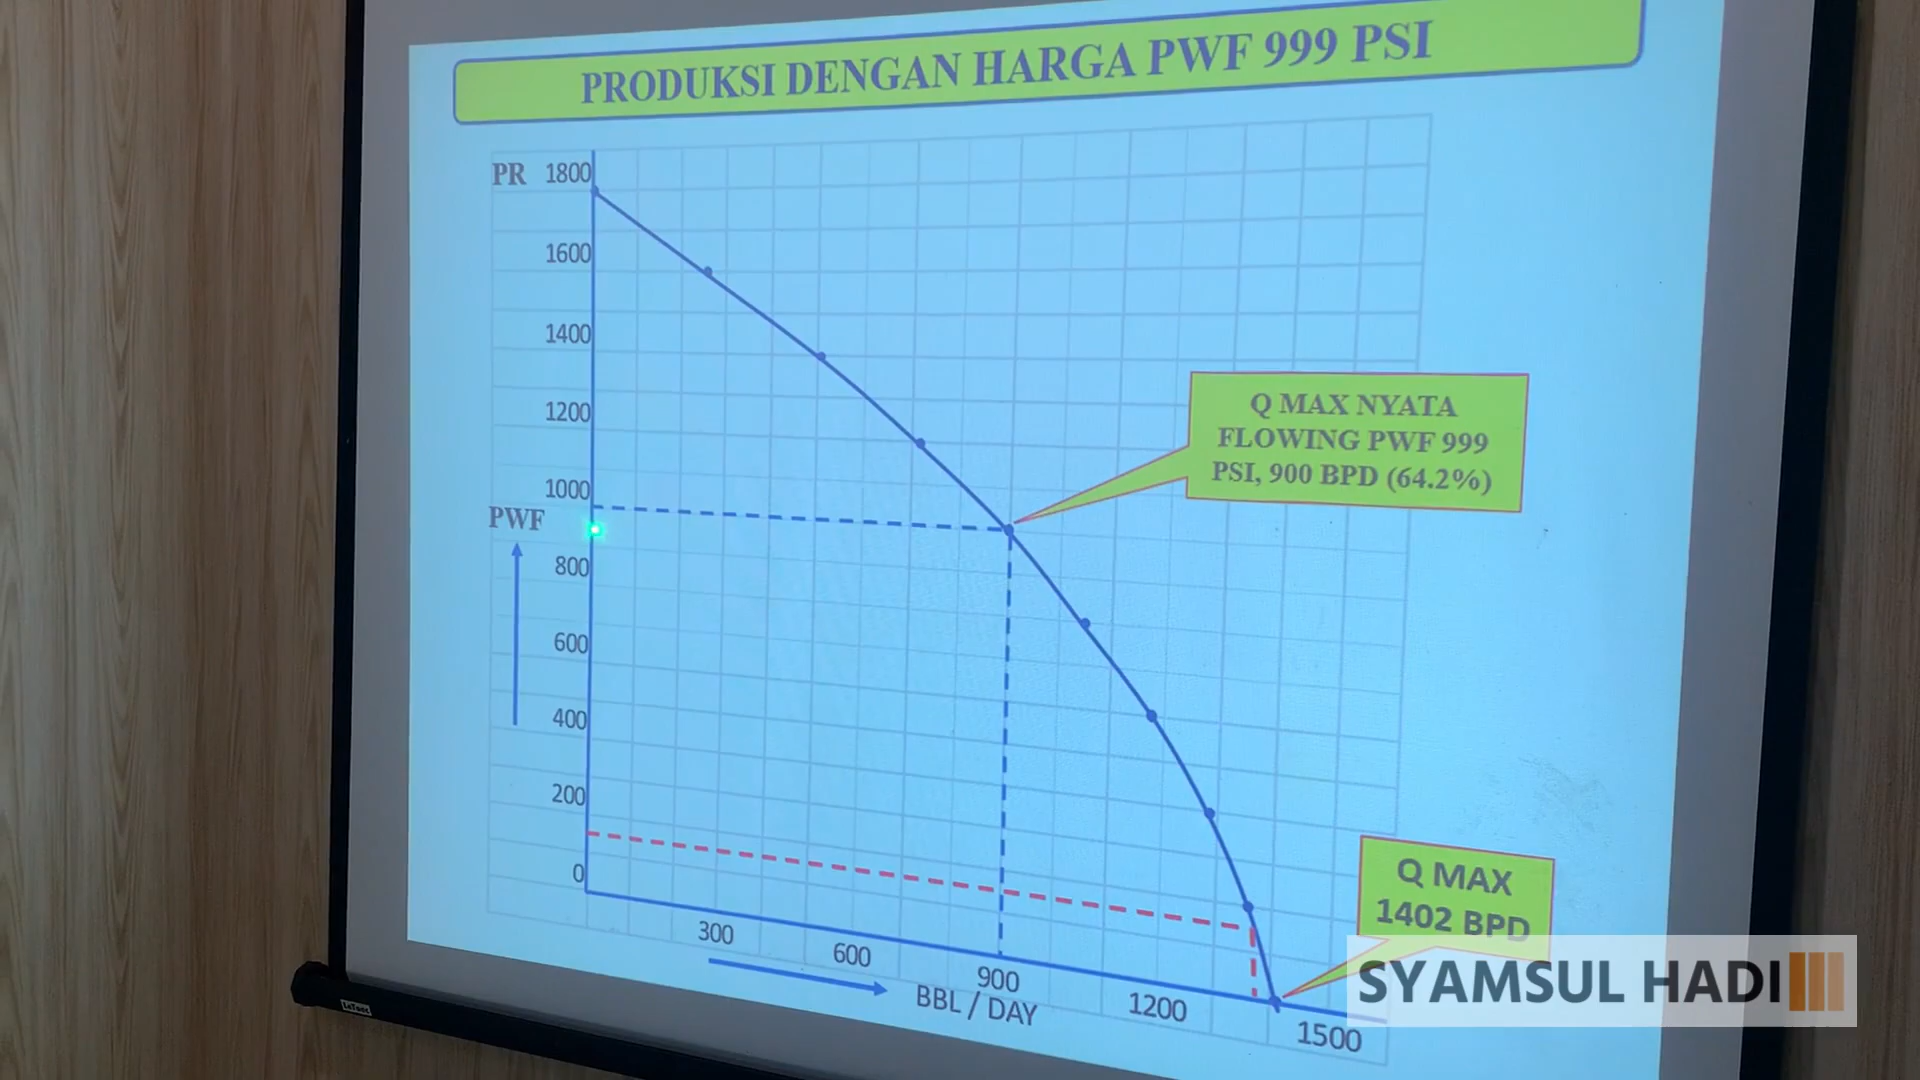 PRODUKSI DENGAN HARGA PWF 999 PSI
PR
1800
1600
1400
1200
1000
PWF
800
600
400
200
0
Q MAX NYATA
FLOWING PWF 999
PSI, 900 BPD (64.2%)
Q MAX
1402 BPD
300
600
900
1200
1500
BBL / DAY
SYAMSUL HADI